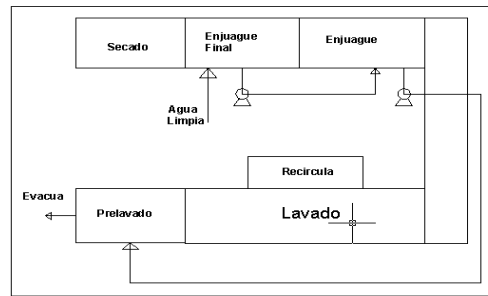 Secado
Enjuague
Final
Enjuague
Agua
Limpia
Recircula
Evacua
Prelavado
Lavado